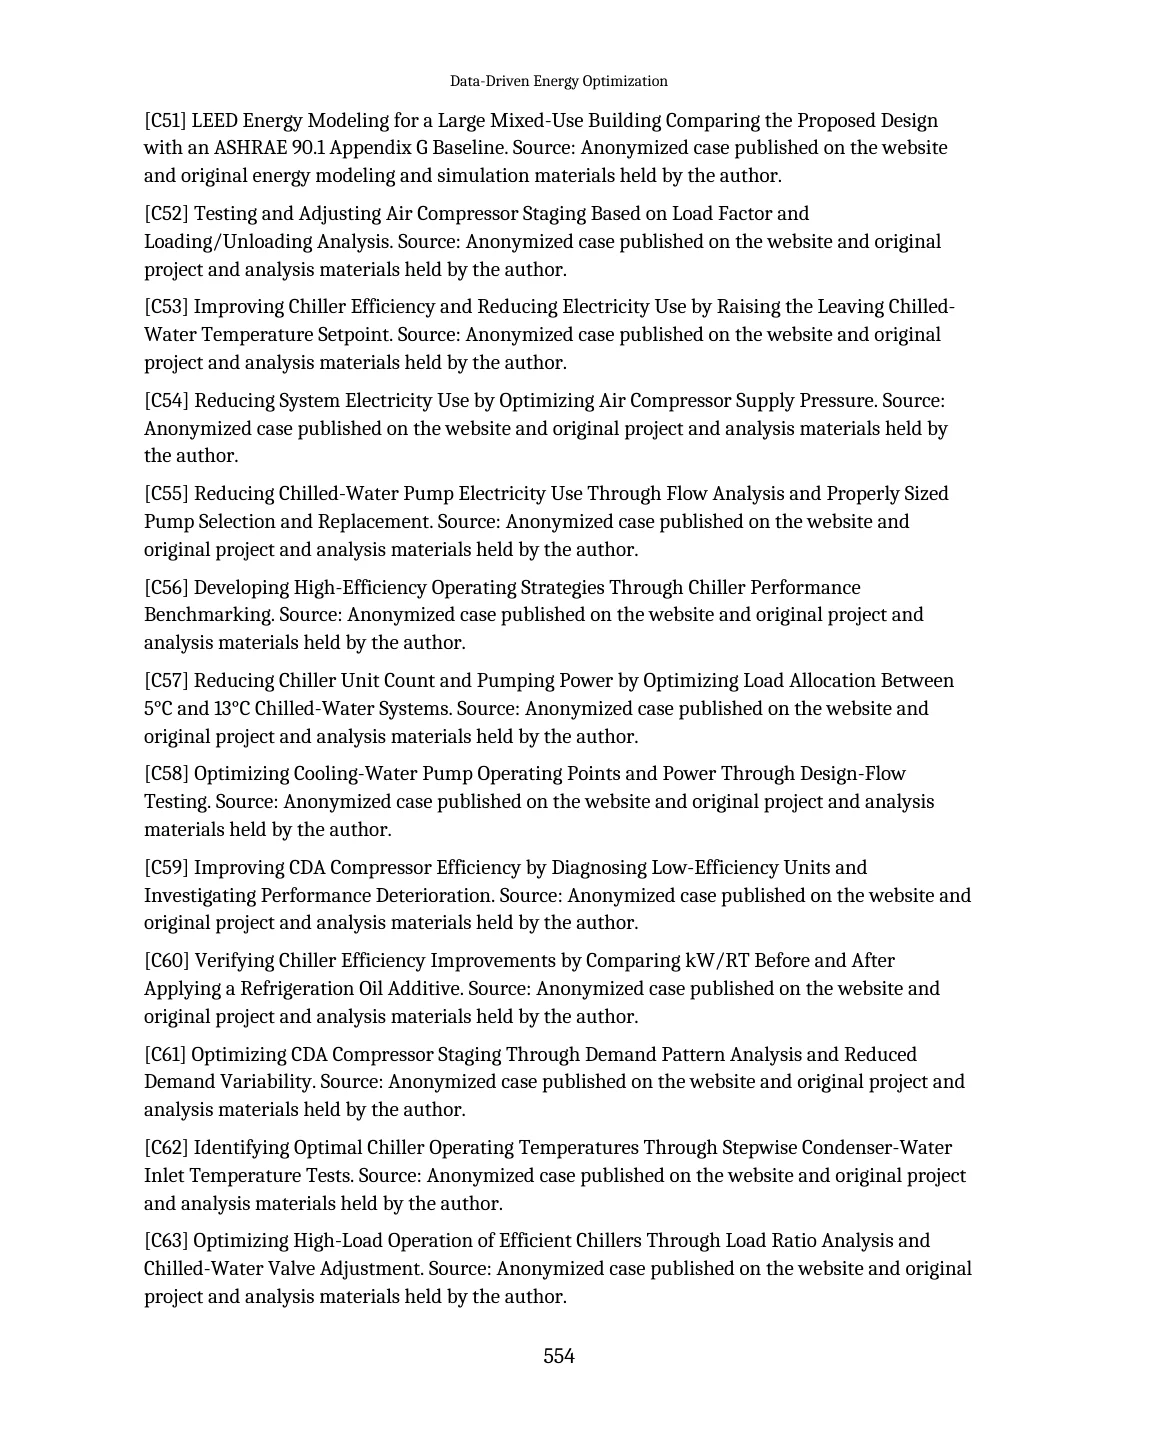 Data-Driven Energy Optimization
[C51] LEED Energy Modeling for a Large Mixed-Use Building Comparing the Proposed Design
with an ASHRAE 90.1 Appendix G Baseline. Source: Anonymized case published on the website
and original energy modeling and simulation materials held by the author.
[C52] Testing and Adjusting Air Compressor Staging Based on Load Factor and
Loading/Unloading Analysis. Source: Anonymized case published on the website and original
project and analysis materials held by the author.
[C53] Improving Chiller Efficiency and Reducing Electricity Use by Raising the Leaving Chilled-
Water Temperature Setpoint. Source: Anonymized case published on the website and original
project and analysis materials held by the author.
[C54] Reducing System Electricity Use by Optimizing Air Compressor Supply Pressure. Source:
Anonymized case published on the website and original project and analysis materials held by
the author.
[C55] Reducing Chilled-Water Pump Electricity Use Through Flow Analysis and Properly Sized
Pump Selection and Replacement. Source: Anonymized case published on the website and
original project and analysis materials held by the author.
[C56] Developing High-Efficiency Operating Strategies Through Chiller Performance
Benchmarking. Source: Anonymized case published on the website and original project and
analysis materials held by the author.
[C57] Reducing Chiller Unit Count and Pumping Power by Optimizing Load Allocation Between
5°C and 13°C Chilled-Water Systems. Source: Anonymized case published on the website and
original project and analysis materials held by the author.
[C58] Optimizing Cooling-Water Pump Operating Points and Power Through Design-Flow
Testing. Source: Anonymized case published on the website and original project and analysis
materials held by the author.
[C59] Improving CDA Compressor Efficiency by Diagnosing Low-Efficiency Units and
Investigating Performance Deterioration. Source: Anonymized case published on the website and
original project and analysis materials held by the author.
[C60] Verifying Chiller Efficiency Improvements by Comparing kW/RT Before and After
Applying a Refrigeration Oil Additive. Source: Anonymized case published on the website and
original project and analysis materials held by the author.
[C61] Optimizing CDA Compressor Staging Through Demand Pattern Analysis and Reduced
Demand Variability. Source: Anonymized case published on the website and original project and
analysis materials held by the author.
[C62] Identifying Optimal Chiller Operating Temperatures Through Stepwise Condenser-Water
Inlet Temperature Tests. Source: Anonymized case published on the website and original project
and analysis materials held by the author.
[C63] Optimizing High-Load Operation of Efficient Chillers Through Load Ratio Analysis and
Chilled-Water Valve Adjustment. Source: Anonymized case published on the website and original
project and analysis materials held by the author.
554